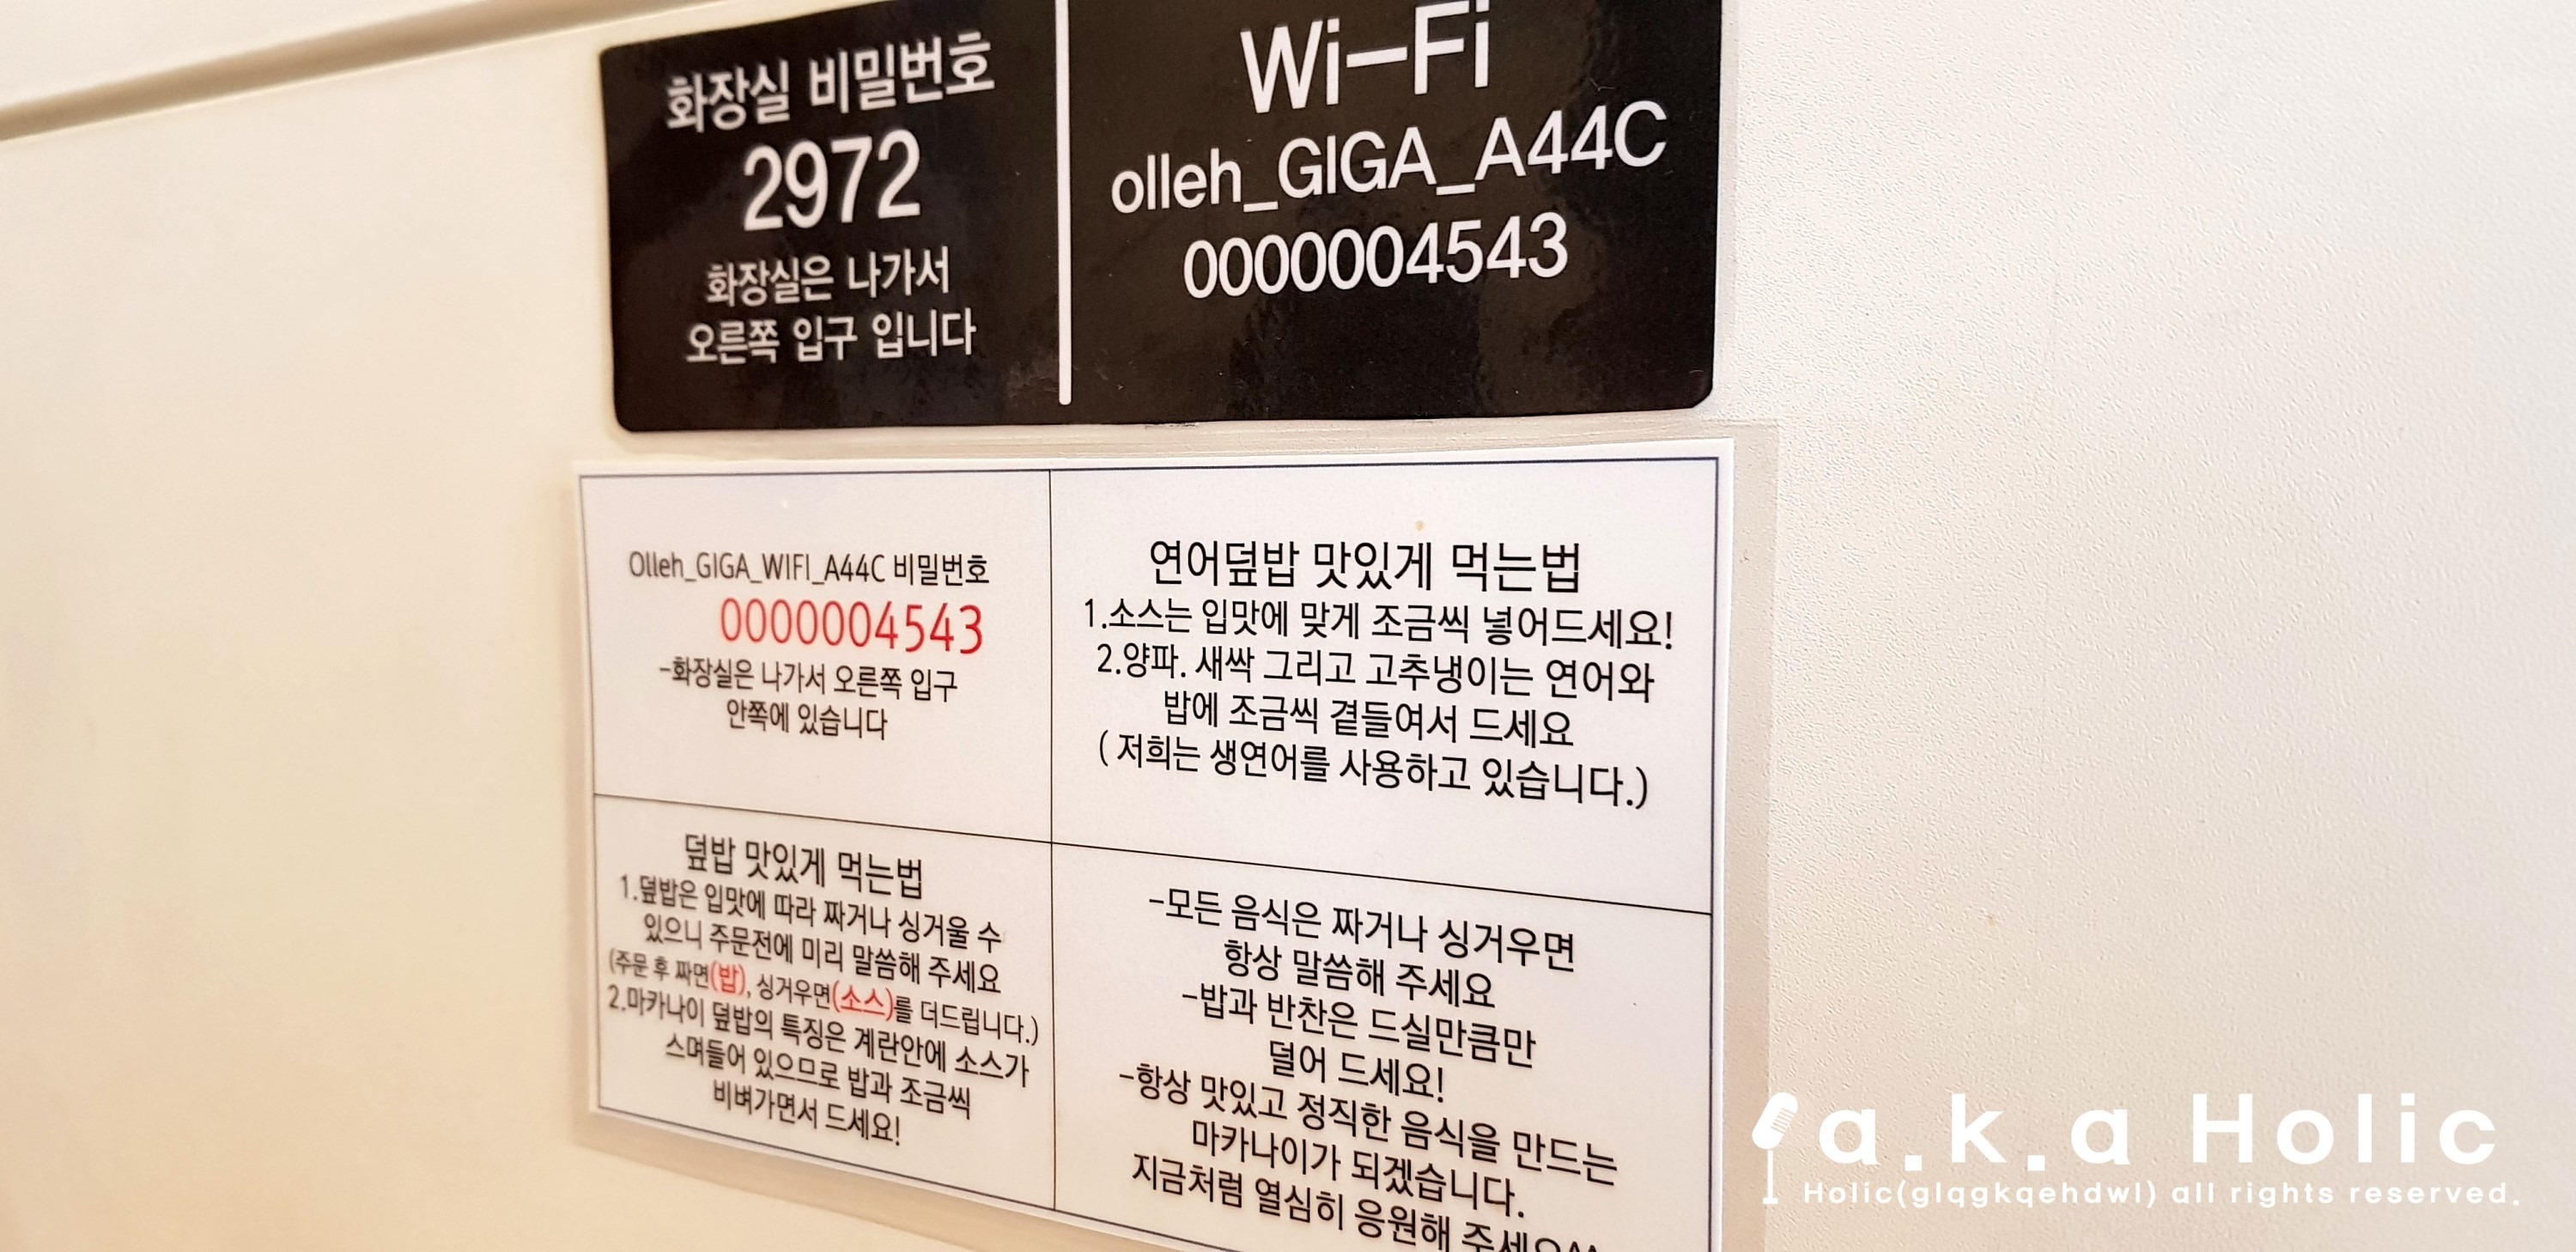 화장실 비밀번호
2972
화장실은 나가서
오른쪽 입구 입니다
Wi-Fi
olleh_GIGA_A44C
0000004543
Olleh_GIGA_WIFI_A44C 비밀번호
0000004543
-화장실은 나가서 오른쪽 입구
안쪽에 있습니다
연어덮밥 맛있게 먹는법
1.소스는 입맛에 맞게 조금씩 넣어드세요!
2.양파. 새싹 그리고 고추냉이는 연어와
밥에 조금씩 곁들여서 드세요
( 저희는 생연어를 사용하고 있습니다.)
덮밥 맛있게 먹는법
1.덮밥은 입맛에 따라 짜거나 싱거울 수
있으니 주문전에 미리 말씀해 주세요
(주문 후 짜면(밥), 싱거우면(소스)를 더드립니다.)
2.마카나이 덮밥의 특징은 계란안에 소스가
스며들어 있으므로 밥과 조금씩
비벼가면서 드세요!
-모든 음식은 짜거나 싱거우면
항상 말씀해 주세요
-밥과 반찬은 드실만큼만
덜어 드세요!
-항상 맛있고 정직한 음식을 만드는
마카나이가 되겠습니다.
지금처럼 열심히 응원해 주세요^^
a.k.a Holic
Holic(glqgkqehdwl) all rights reserved.